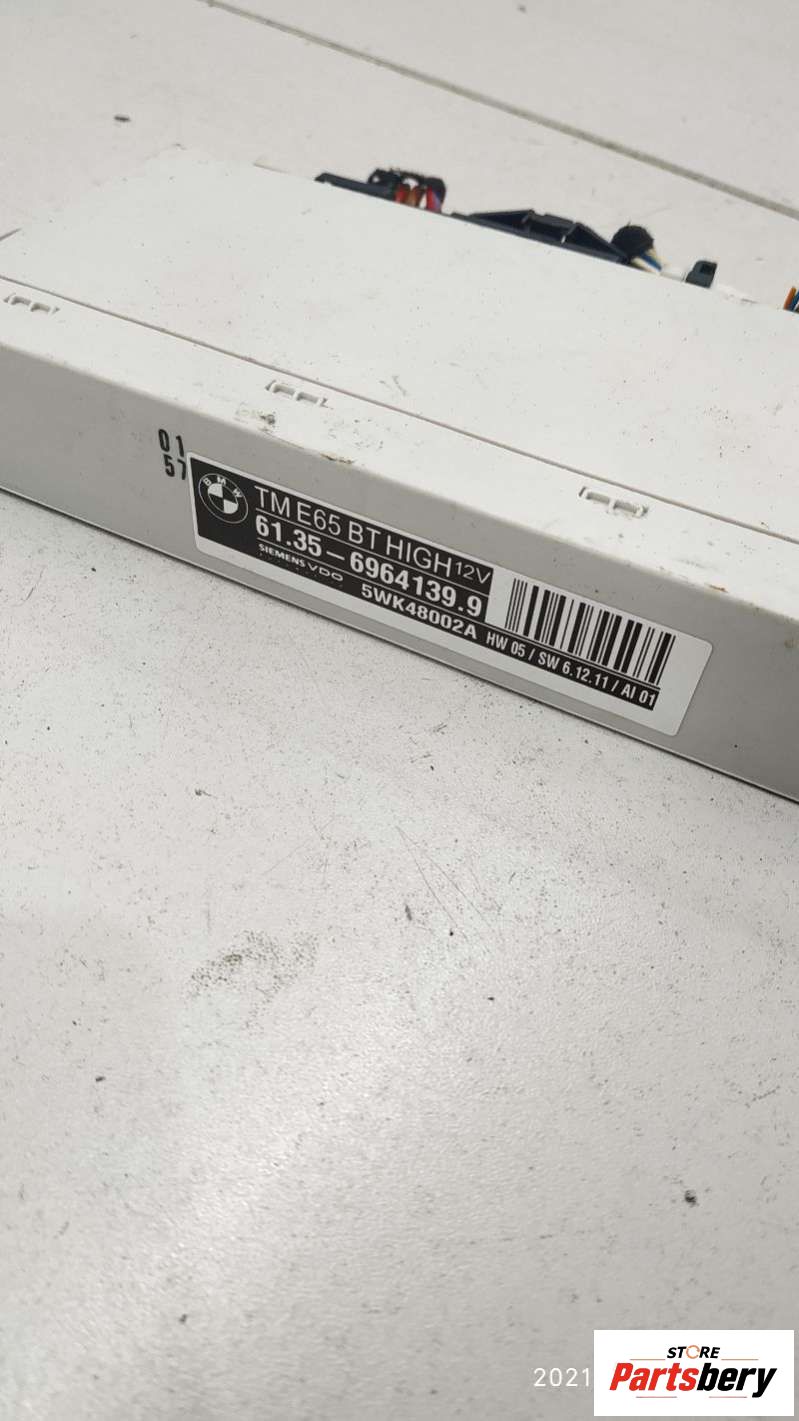 01
57
BMW
TM E65 BT HIGH 12V
61.35 – 6964139.9
SIEMENS VDO 5WK48002A HW 05 / SW 6.12.11 / AI 01
2021
STORE
Partsbery